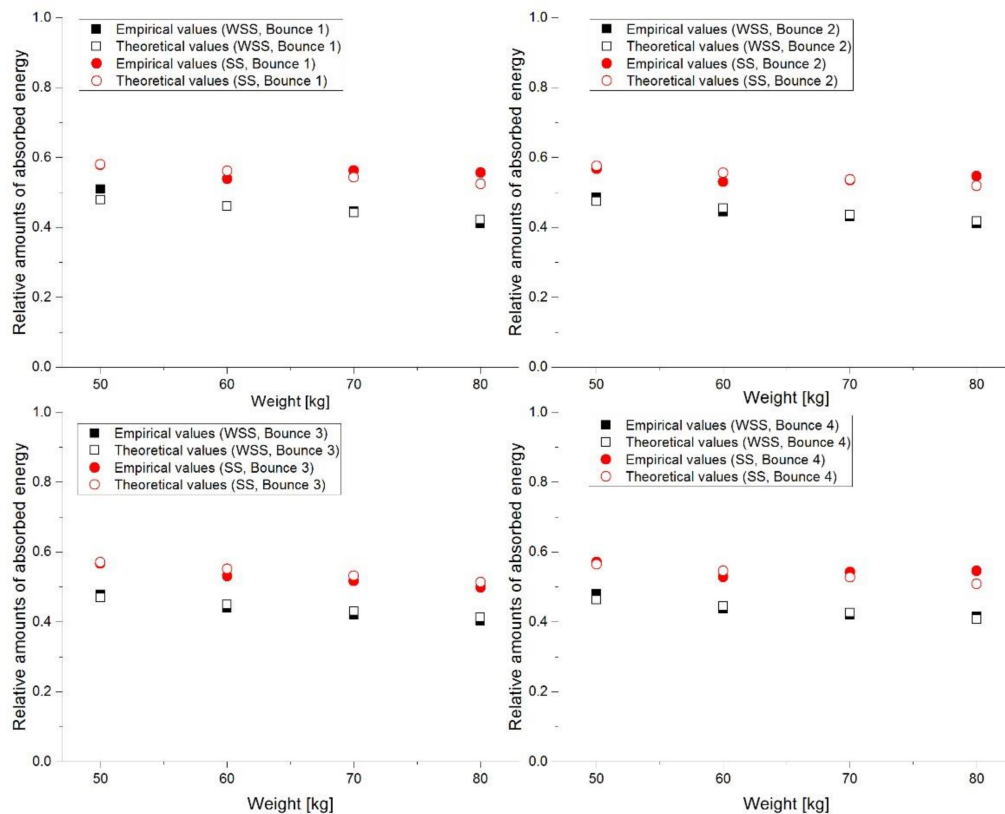 Relative amounts of absorbed energy
1.0
0.8
0.6
0.4
0.2
0.0
Empirical values (WSS, Bounce 1)
Theoretical values (WSS, Bounce 1)
Empirical values (SS, Bounce 1)
Theoretical values (SS, Bounce 1)
50 60 70 80
Weight [kg]
Relative amounts of absorbed energy
1.0
0.8
0.6
0.4
0.2
0.0
Empirical values (WSS, Bounce 2)
Theoretical values (WSS, Bounce 2)
Empirical values (SS, Bounce 2)
Theoretical values (SS, Bounce 2)
50 60 70 80
Weight [kg]
Relative amounts of absorbed energy
1.0
0.8
0.6
0.4
0.2
0.0
Empirical values (WSS, Bounce 3)
Theoretical values (WSS, Bounce 3)
Empirical values (SS, Bounce 3)
Theoretical values (SS, Bounce 3)
50 60 70 80
Weight [kg]
Relative amounts of absorbed energy
1.0
0.8
0.6
0.4
0.2
0.0
Empirical values (WSS, Bounce 4)
Theoretical values (WSS, Bounce 4)
Empirical values (SS, Bounce 4)
Theoretical values (SS, Bounce 4)
50 60 70 80
Weight [kg]